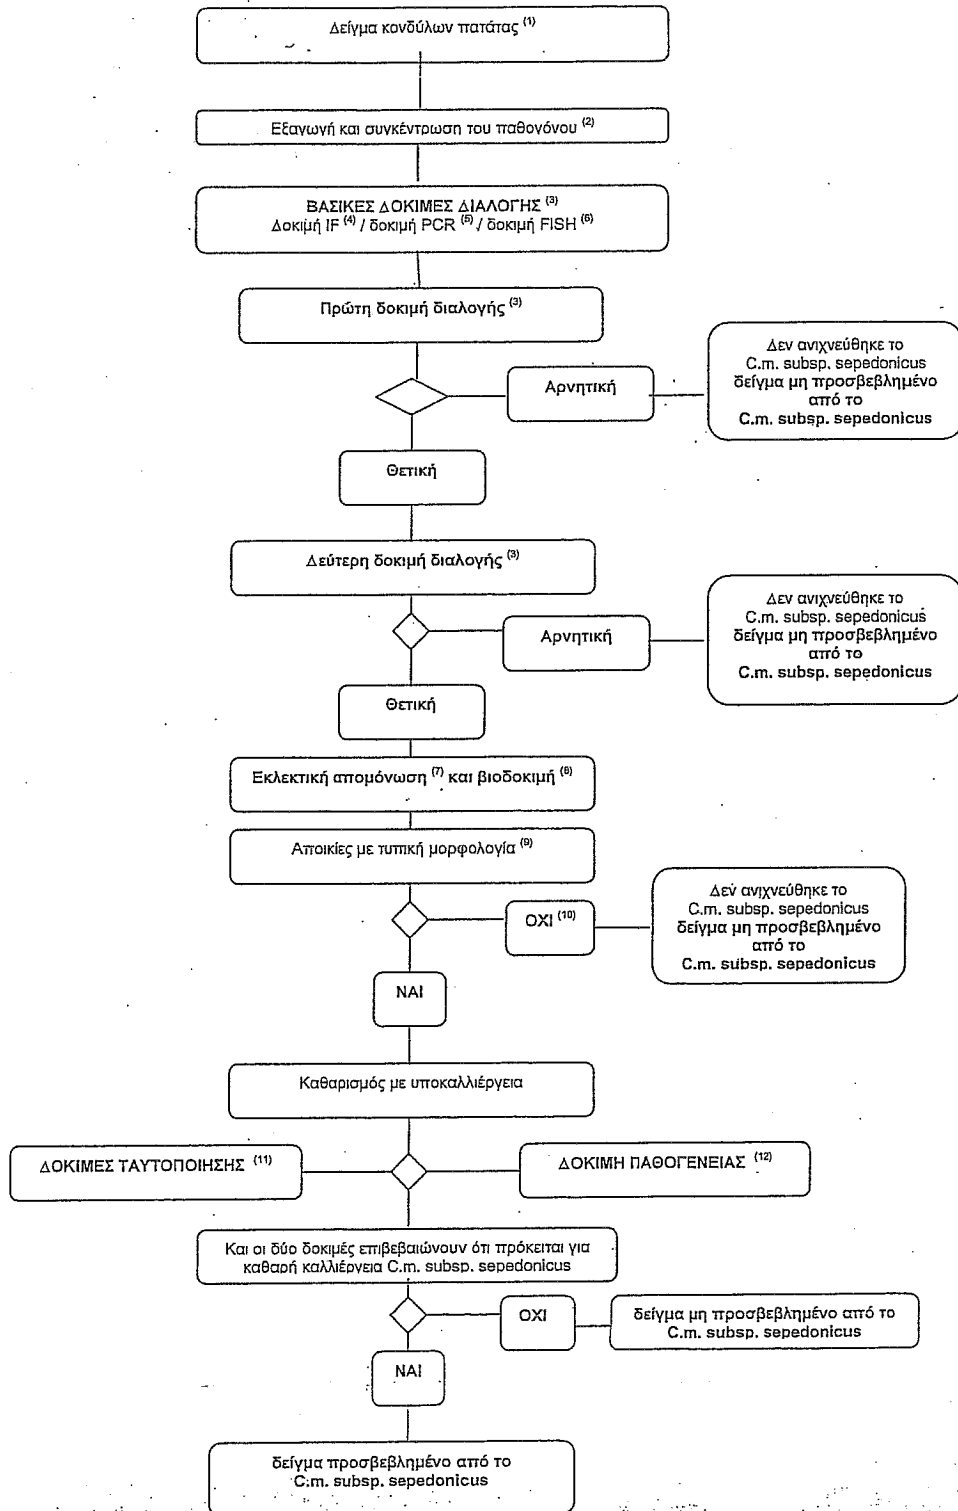 Δείγμα κονδύλων πατάτας (1)
Εξαγωγή και συγκέντρωση του παθογόνου (2)
ΒΑΣΙΚΕΣ ΔΟΚΙΜΕΣ ΔΙΑΛΟΓΗΣ (3)
Δοκιμή IF (4) / δοκιμή PCR (5) / δοκιμή FISH (6)
Πρώτη δοκιμή διαλογής (3)
Αρνητική
Δεν ανιχνεύθηκε το
C.m. subsp. sepedonicus
δείγμα μη προσβεβλημένο
από το
C.m. subsp. sepedonicus
Θετική
Δεύτερη δοκιμή διαλογής (3)
Αρνητική
Δεν ανιχνεύθηκε το
C.m. subsp. sepedonicus
δείγμα μη προσβεβλημένο
από το
C.m. subsp. sepedonicus
Θετική
Εκλεκτική απομόνωση (7) και βιοδοκιμή (8)
Αποικίες με τυπική μορφολογία (9)
ΟΧΙ (10)
Δεν ανιχνεύθηκε το
C.m. subsp. sepedonicus
δείγμα μη προσβεβλημένο
από το
C.m. subsp. sepedonicus
ΝΑΙ
Καθαρισμός με υποκαλλιέργεια
ΔΟΚΙΜΕΣ ΤΑΥΤΟΠΟΙΗΣΗΣ (11)
ΔΟΚΙΜΗ ΠΑΘΟΓΕΝΕΙΑΣ (12)
Και οι δύο δοκιμές επιβεβαιώνουν ότι πρόκειται για
καθαρή καλλιέργεια C.m. subsp. sepedonicus
ΟΧΙ
δείγμα μη προσβεβλημένο από το
C.m. subsp. sepedonicus
ΝΑΙ
δείγμα προσβεβλημένο από το
C.m. subsp. sepedonicus